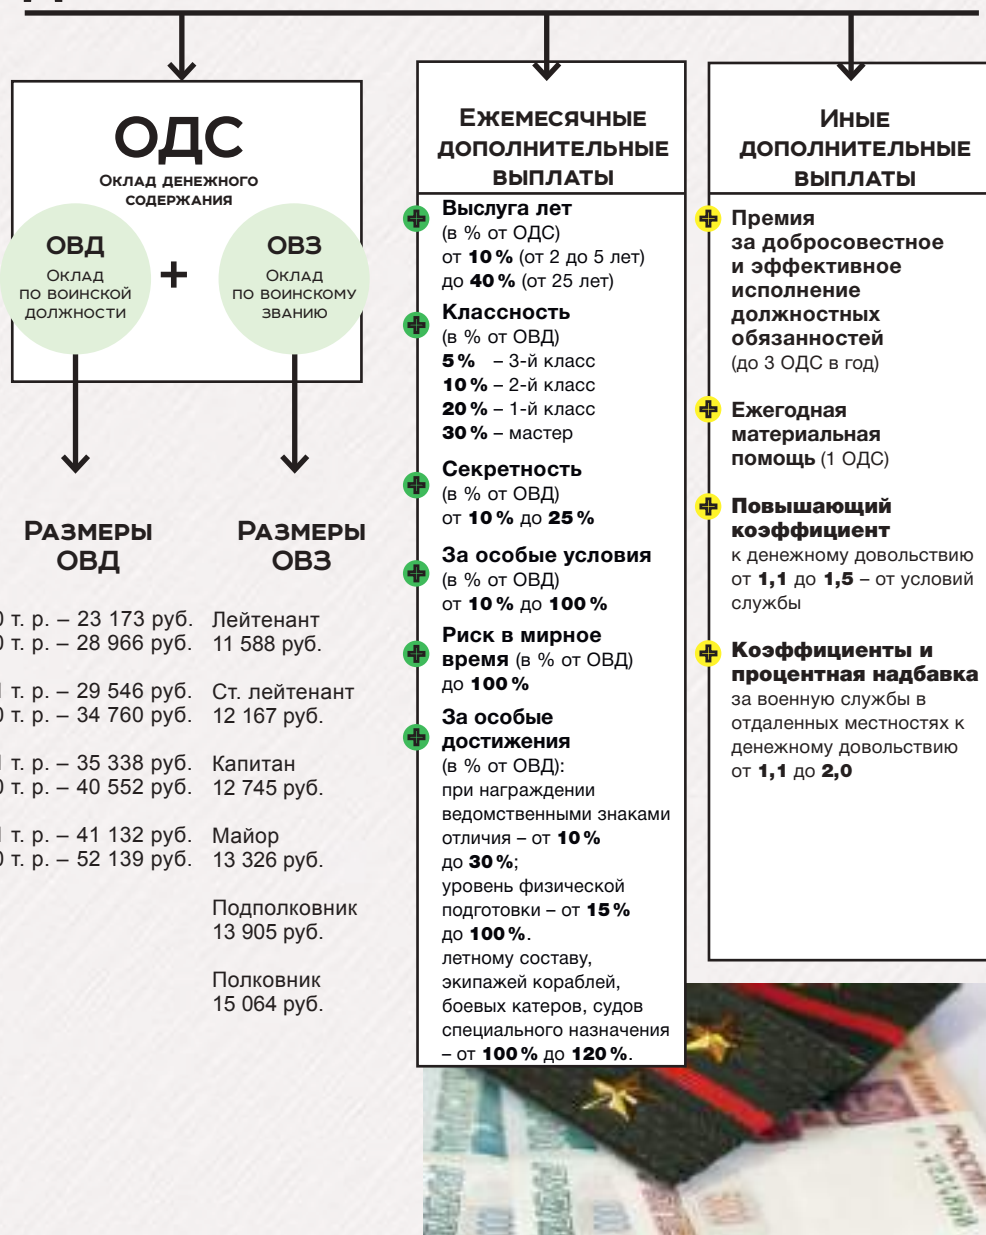 ОДС
Оклад денежного
содержания
ОВД
Оклад
по воинской
должности
+
ОВЗ
Оклад
по воинскому
званию
Размеры
ОВД
0 т. р. – 23 173 руб.
0 т. р. – 28 966 руб.
т. р. – 29 546 руб.
0 т. р. – 34 760 руб.
т. р. – 35 338 руб.
0 т. р. – 40 552 руб.
т. р. – 41 132 руб.
0 т. р. – 52 139 руб.
Размеры
ОВЗ
Лейтенант
11 588 руб.
Ст. лейтенант
12 167 руб.
Капитан
12 745 руб.
Майор
13 326 руб.
Подполковник
13 905 руб.
Полковник
15 064 руб.
Ежемесячные
дополнительные
выплаты
Выслуга лет
(в % от ОДС)
от 10 % (от 2 до 5 лет)
до 40 % (от 25 лет)
Классность
(в % от ОВД)
5 % – 3-й класс
10 % – 2-й класс
20 % – 1-й класс
30 % – мастер
Секретность
(в % от ОВД)
от 10 % до 25 %
За особые условия
(в % от ОВД)
от 10 % до 100 %
Риск в мирное
время (в % от ОВД)
до 100 %
За особые
достижения
(в % от ОВД):
при награждении
ведомственными знаками
отличия – от 10 %
до 30 %;
уровень физической
подготовки – от 15 %
до 100 %.
летному составу,
экипажей кораблей,
боевых катеров, судов
специального назначения
– от 100 % до 120 %.
Иные
дополнительные
выплаты
Премия
за добросовестное
и эффективное
исполнение
должностных
обязанностей
(до 3 ОДС в год)
Ежегодная
материальная
помощь (1 ОДС)
Повышающий
коэффициент
к денежному довольствию
от 1,1 до 1,5 – от условий
службы
Коэффициенты и
процентная надбавка
за военную службы в
отдаленных местностях к
денежному довольствию
от 1,1 до 2,0